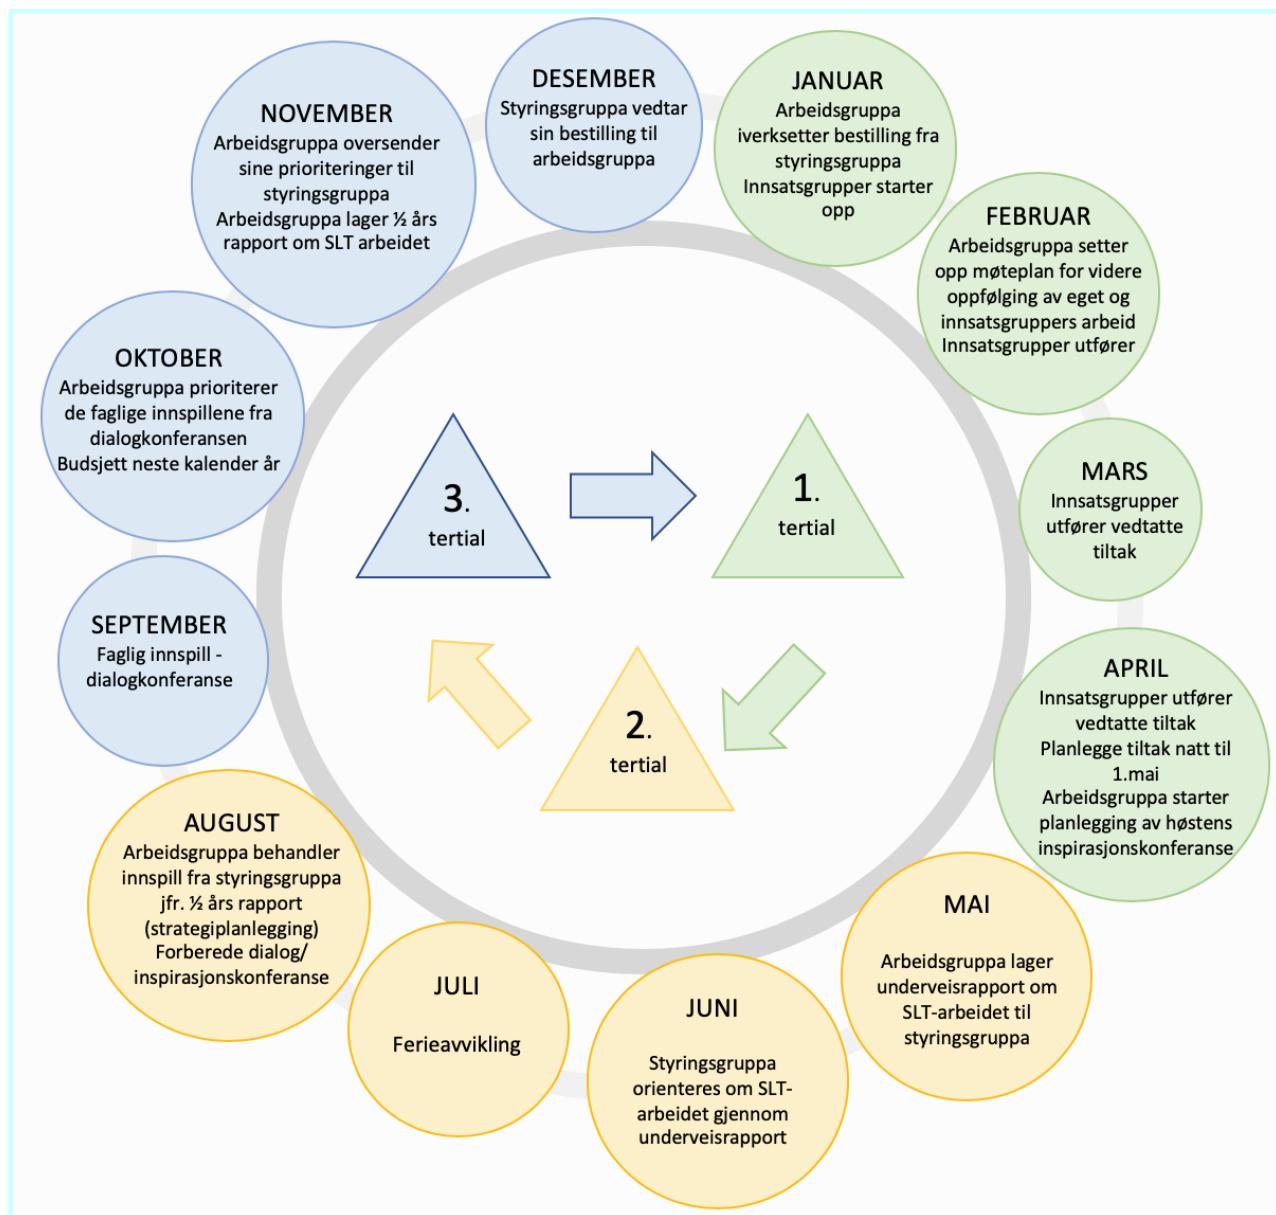 JANUAR
Arbeidsgruppa
iverksetter bestilling fra
styringsgruppa
Innsatsgrupper starter
opp
FEBRUAR
Arbeidsgruppa setter
opp møteplan for videre
oppfølging av eget og
innsatsgruppers arbeid
Innsatsgrupper utfører
MARS
Innsatsgrupper
utfører vedtatte
tiltak
APRIL
Innsatsgrupper utfører
vedtatte tiltak
Planlegge tiltak natt til
1.mai
Arbeidsgruppa starter
planlegging av høstens
inspirasjonskonferanse
MAI
Arbeidsgruppa lager
underveisrapport om
SLT-arbeidet til
styringsgruppa
JUNI
Styringsgruppa
orienteres om SLT-
arbeidet gjennom
underveisrapport
JULI
Ferieavvikling
AUGUST
Arbeidsgruppa behandler
innspill fra styringsgruppa
jfr. ½ års rapport
(strategiplanlegging)
Forberede dialog/
inspirasjonskonferanse
SEPTEMBER
Faglig innspill -
dialogkonferanse
OKTOBER
Arbeidsgruppa prioriterer
de faglige innspillene fra
dialogkonferansen
Budsjett neste kalender år
NOVEMBER
Arbeidsgruppa oversender
sine prioriteringer til
styringsgruppa
Arbeidsgruppa lager ½ års
rapport om SLT arbeidet
DESEMBER
Styringsgruppa vedtar
sin bestilling til
arbeidsgruppa
1.
tertial
2.
tertial
3.
tertial